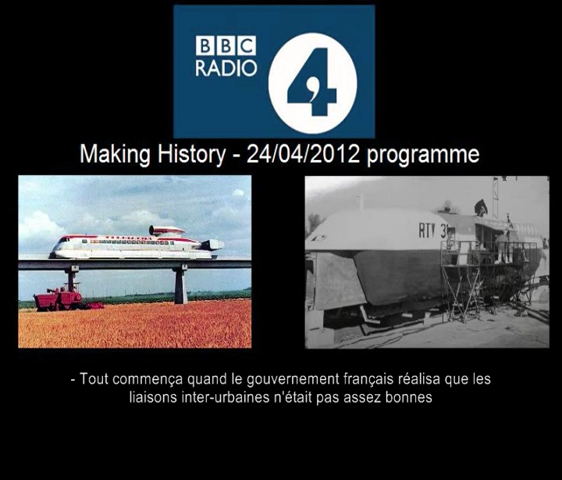 BBC
RADIO
4
Making History - 24/04/2012 programme
RTV 31
- Tout commença quand le gouvernement français réalisa que les
liaisons inter-urbaines n'était pas assez bonnes